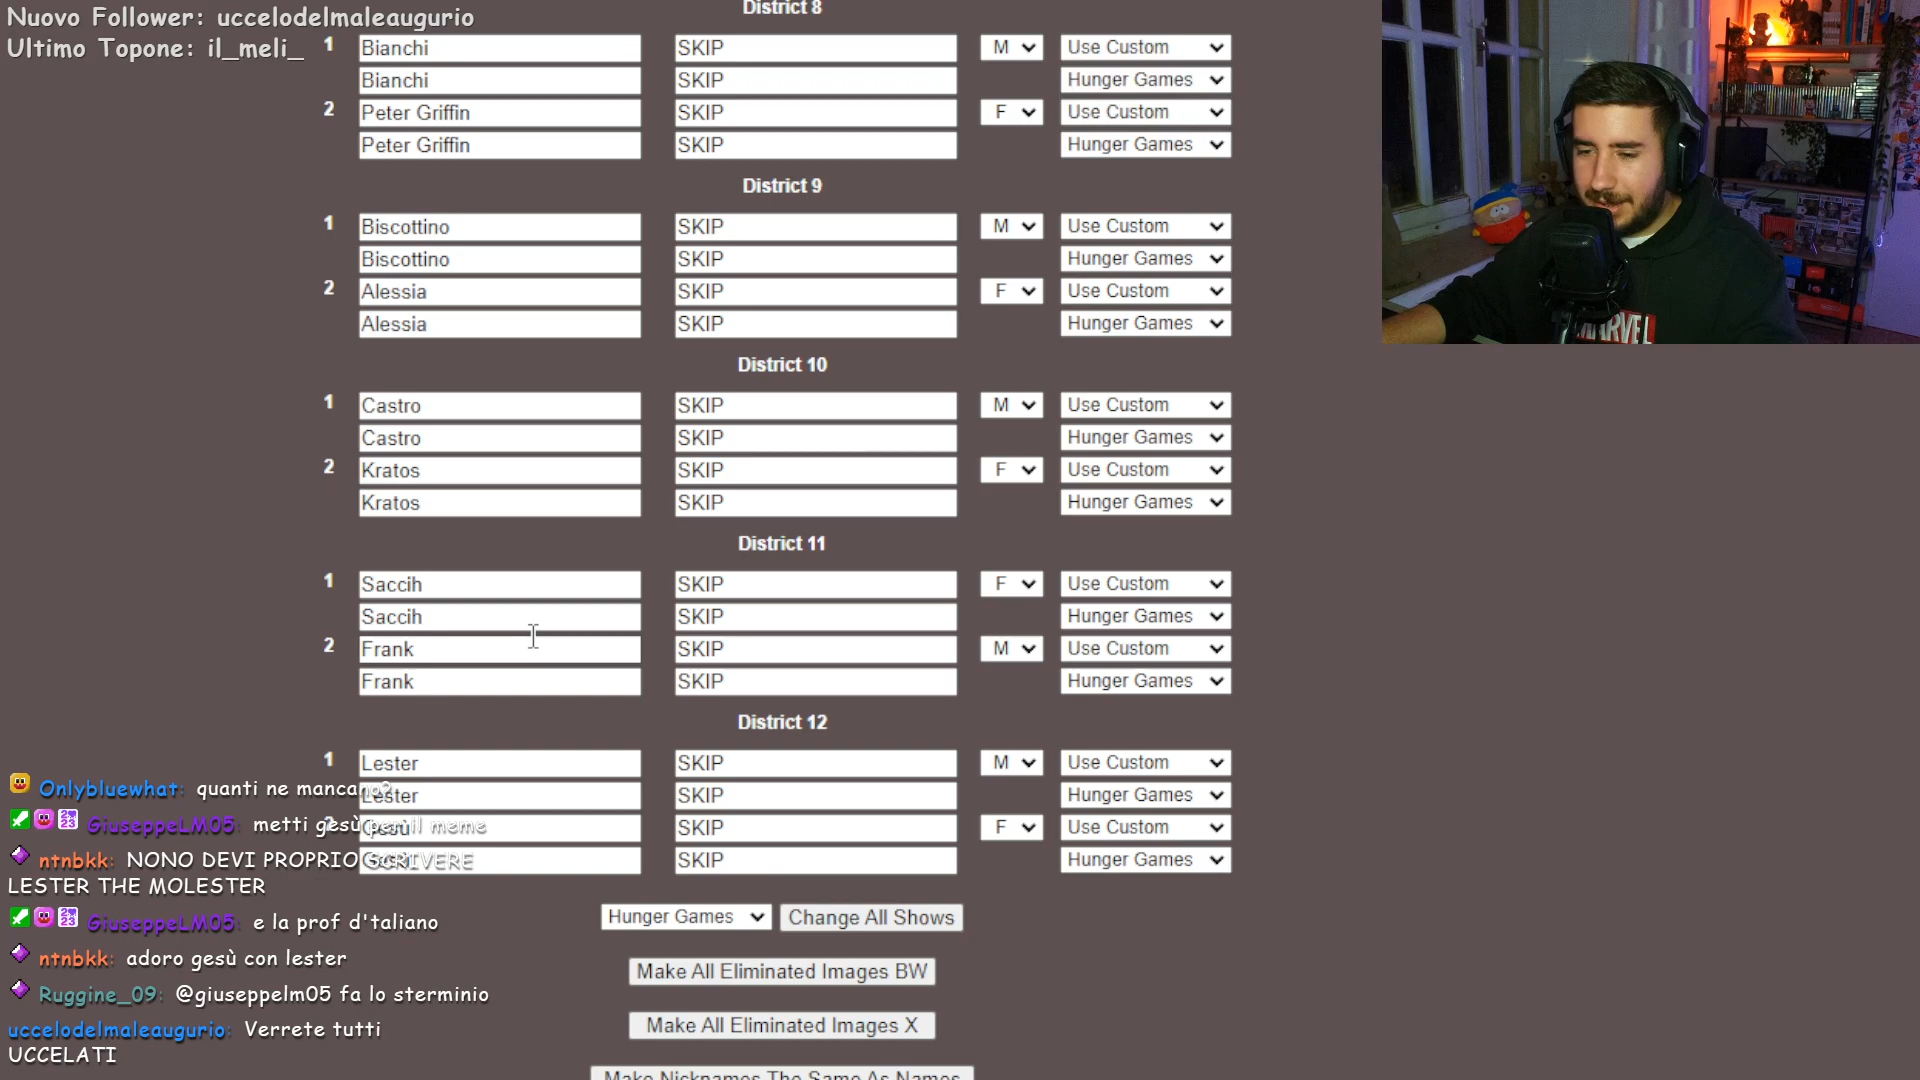 Nuovo Follower: uccelodelmaleaugurio
Ultimo Topone: il_meli_
District 8
1 Bianchi SKIP M Use Custom
Bianchi SKIP Hunger Games
2 Peter Griffin SKIP F Use Custom
Peter Griffin SKIP Hunger Games
District 9
1 Biscottino SKIP M Use Custom
Biscottino SKIP Hunger Games
2 Alessia SKIP F Use Custom
Alessia SKIP Hunger Games
District 10
1 Castro SKIP M Use Custom
Castro SKIP Hunger Games
2 Kratos SKIP F Use Custom
Kratos SKIP Hunger Games
District 11
1 Saccih SKIP F Use Custom
Saccih SKIP Hunger Games
2 Frank SKIP M Use Custom
Frank SKIP Hunger Games
District 12
1 Lester SKIP M Use Custom
Lester SKIP Hunger Games
SKIP F Use Custom
SKIP Hunger Games
Onlybluewhat: quanti ne mancano?
GiuseppeLM05: metti gesù per il meme
ntnbkk: NONO DEVI PROPRIO SCRIVERE
LESTER THE MOLESTER
GiuseppeLM05: e la prof d'taliano
ntnbkk: adoro gesù con lester
Ruggine_09: @giuseppelm05 fa lo sterminio
uccelodelmaleaugurio: Verrete tutti
UCCELATI
Hunger Games Change All Shows
Make All Eliminated Images BW
Make All Eliminated Images X
Make Nicknames The Same As Names
MARVEL